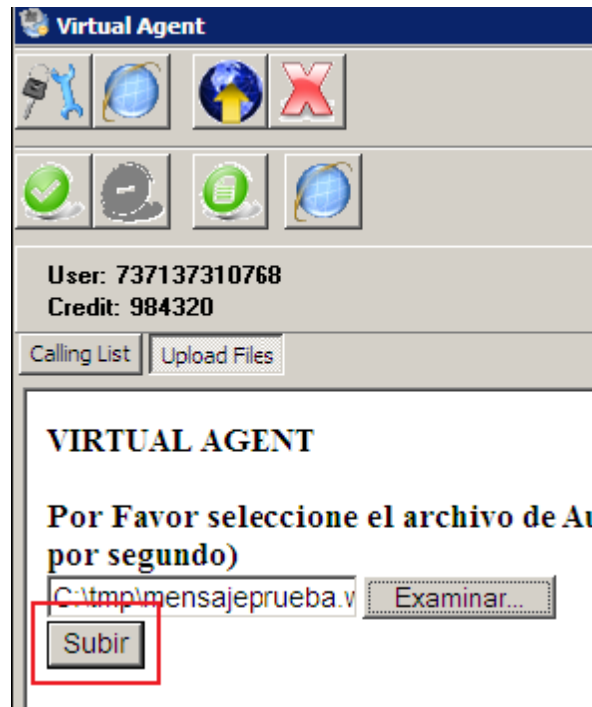 Virtual Agent
User: 737137310768
Credit: 984320
Calling List Upload Files
VIRTUAL AGENT
Por Favor seleccione el archivo de
por segundo)
C:\tmp\mensajeprueba. Examinar...
Subir